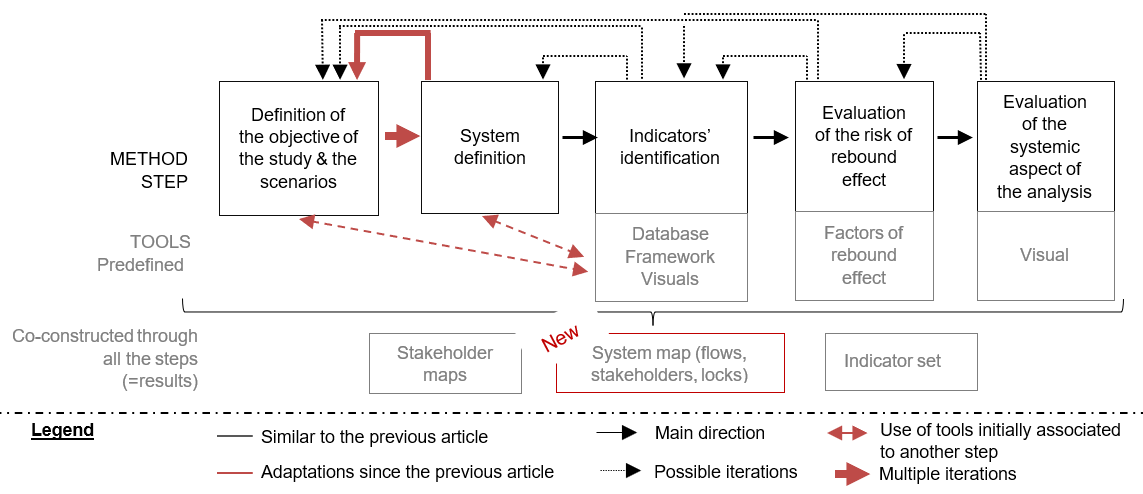 METHOD
STEP
Definition of
the objective of
the study & the
scenarios
System
definition
Indicators’
identification
Evaluation
of the risk of
rebound
effect
Evaluation
of the
systemic
aspect of
the analysis
TOOLS
Predefined
Database
Framework
Visuals
Factors of
rebound
effect
Visual
Co-constructed through
all the steps
(=results)
Stakeholder
maps
New
System map (flows,
stakeholders, locks)
Indicator set
Legend
Similar to the previous article
Adaptations since the previous article
Main direction
Possible iterations
Use of tools initially associated
to another step
Multiple iterations